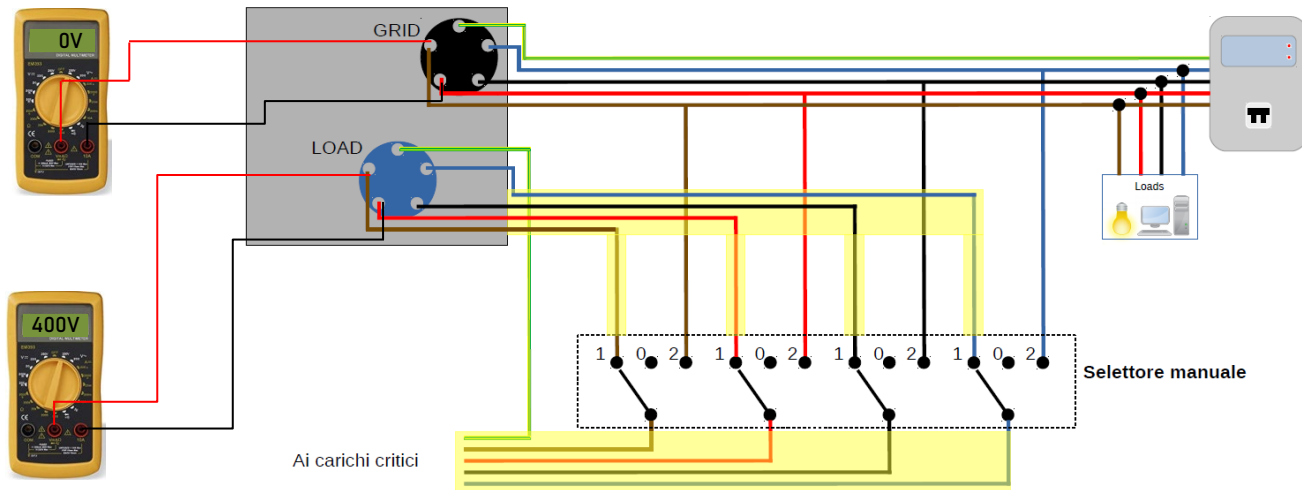 0V
GRID
LOAD
Loads
400V
1 0 2 1 0 2 1 0 2 1 0 2
Selettore manuale
Ai carichi critici